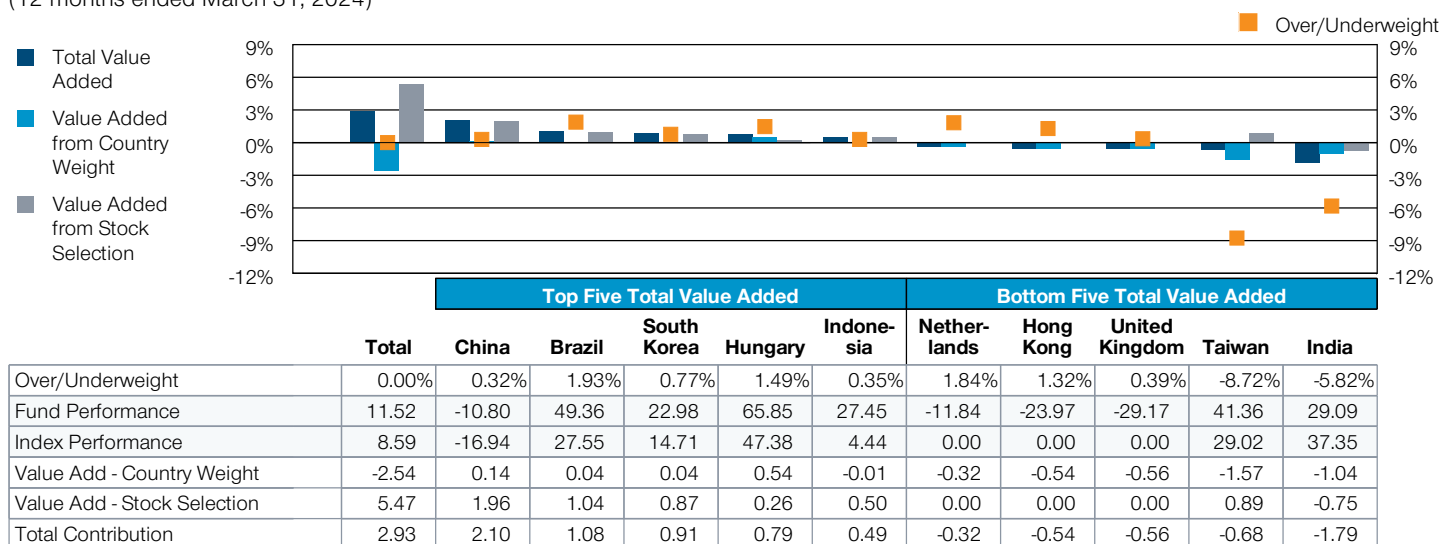 (12 months ended March 31, 2024)
Over/Underweight
Total Value
Added
Value Added
from Country
Weight
Value Added
from Stock
Selection
9%
6%
3%
0%
-3%
-6%
-9%
-12%
9%
6%
3%
0%
-3%
-6%
-9%
-12%
Top Five Total Value Added Bottom Five Total Value Added
Total China Brazil South Korea Hungary Indone-sia Nether-lands Hong Kong United Kingdom Taiwan India
Over/Underweight 0.00% 0.32% 1.93% 0.77% 1.49% 0.35% 1.84% 1.32% 0.39% -8.72% -5.82%
Fund Performance 11.52 -10.80 49.36 22.98 65.85 27.45 -11.84 -23.97 -29.17 41.36 29.09
Index Performance 8.59 -16.94 27.55 14.71 47.38 4.44 0.00 0.00 0.00 29.02 37.35
Value Add - Country Weight -2.54 0.14 0.04 0.04 0.54 -0.01 -0.32 -0.54 -0.56 -1.57 -1.04
Value Add - Stock Selection 5.47 1.96 1.04 0.87 0.26 0.50 0.00 0.00 0.00 0.89 -0.75
Total Contribution 2.93 2.10 1.08 0.91 0.79 0.49 -0.32 -0.54 -0.56 -0.68 -1.79